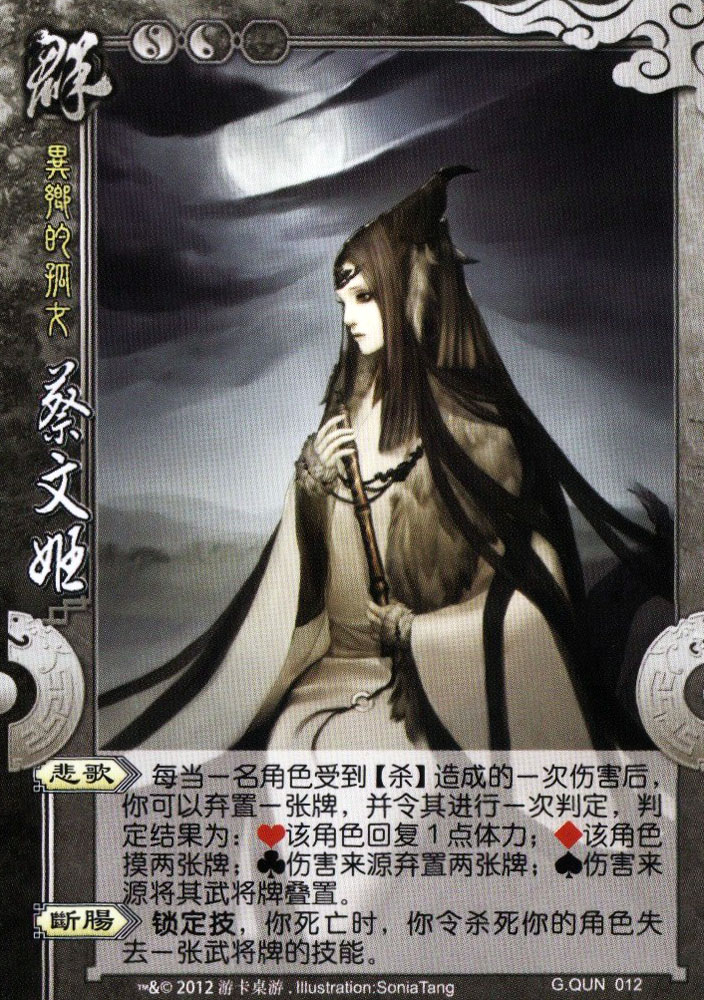 群
異鄉的孤女
蔡文姬
悲歌 每当一名角色受到【杀】造成的一次伤害后，
你可以弃置一张牌，并令其进行一次判定，判
定结果为：♥该角色回复1点体力；♦该角色
摸两张牌；♣伤害来源弃置两张牌；♠伤害来
源将其武将牌叠置。
斷腸 锁定技，你死亡时，你令杀死你的角色失
去一张武将牌的技能。
™&© 2012 游卡桌游 . Illustration:SoniaTang
G.QUN 012